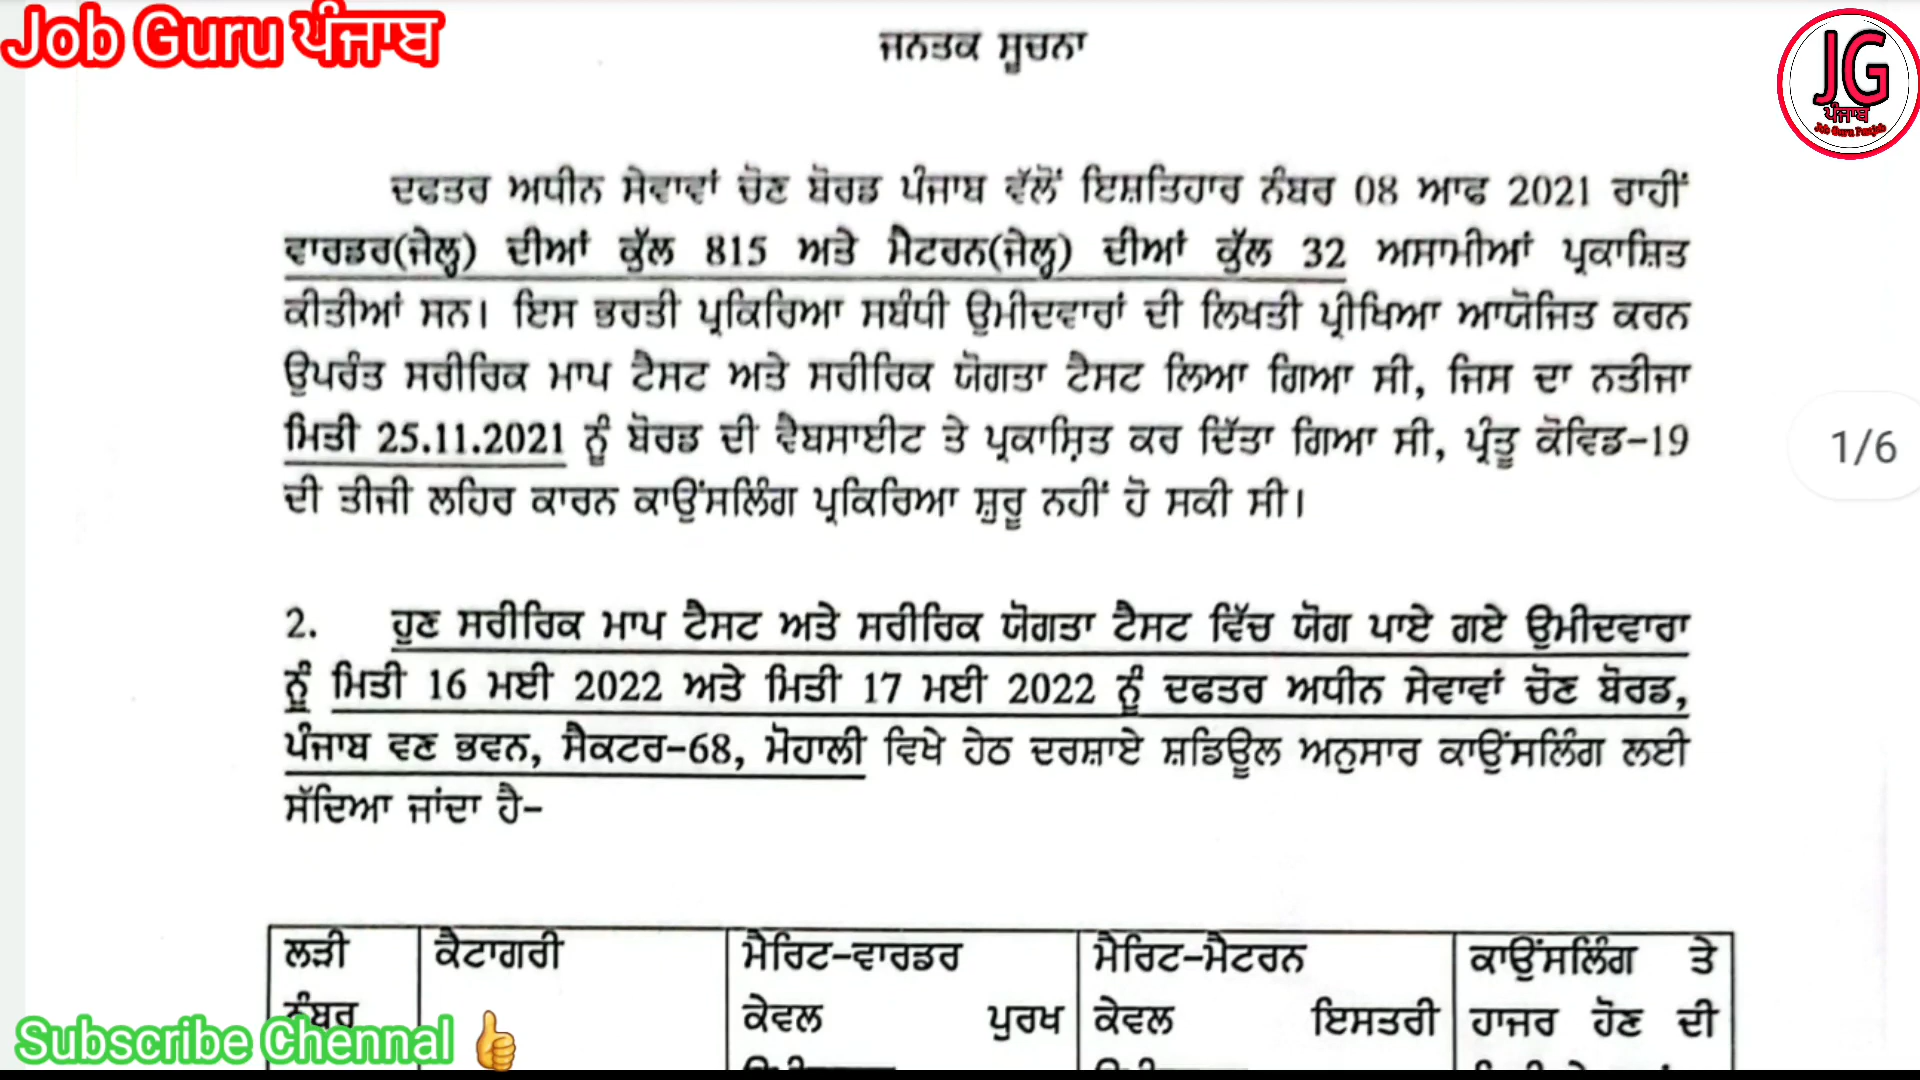 Job Guru ਪੰਜਾਬ
ਜਨਤਕ ਸੂਚਨਾ
JG
ਪੰਜਾਬ
Job Guru Punjab
ਦਫਤਰ ਅਧੀਨ ਸੇਵਾਵਾਂ ਚੋਣ ਬੋਰਡ ਪੰਜਾਬ ਵੱਲੋਂ ਇਸ਼ਤਿਹਾਰ ਨੰਬਰ 08 ਆਫ 2021 ਰਾਹੀਂ
ਵਾਰਡਰ(ਜੇਲ੍ਹ) ਦੀਆਂ ਕੁੱਲ 815 ਅਤੇ ਮੈਟਰਨ(ਜੇਲ੍ਹ) ਦੀਆਂ ਕੁੱਲ 32 ਅਸਾਮੀਆਂ ਪ੍ਰਕਾਸ਼ਿਤ
ਕੀਤੀਆਂ ਸਨ। ਇਸ ਭਰਤੀ ਪ੍ਰਕਿਰਿਆ ਸਬੰਧੀ ਉਮੀਦਵਾਰਾਂ ਦੀ ਲਿਖਤੀ ਪ੍ਰੀਖਿਆ ਆਯੋਜਿਤ ਕਰਨ
ਉਪਰੰਤ ਸਰੀਰਿਕ ਮਾਪ ਟੈਸਟ ਅਤੇ ਸਰੀਰਿਕ ਯੋਗਤਾ ਟੈਸਟ ਲਿਆ ਗਿਆ ਸੀ, ਜਿਸ ਦਾ ਨਤੀਜਾ
ਮਿਤੀ 25.11.2021 ਨੂੰ ਬੋਰਡ ਦੀ ਵੈਬਸਾਈਟ ਤੇ ਪ੍ਰਕਾਸ਼ਿਤ ਕਰ ਦਿੱਤਾ ਗਿਆ ਸੀ, ਪ੍ਰੰਤੂ ਕੋਵਿਡ-19
ਦੀ ਤੀਜੀ ਲਹਿਰ ਕਾਰਨ ਕਾਉਂਸਲਿੰਗ ਪ੍ਰਕਿਰਿਆ ਸ਼ੁਰੂ ਨਹੀਂ ਹੋ ਸਕੀ ਸੀ।
1/6
2. ਹੁਣ ਸਰੀਰਿਕ ਮਾਪ ਟੈਸਟ ਅਤੇ ਸਰੀਰਿਕ ਯੋਗਤਾ ਟੈਸਟ ਵਿੱਚ ਯੋਗ ਪਾਏ ਗਏ ਉਮੀਦਵਾਰਾ
ਨੂੰ ਮਿਤੀ 16 ਮਈ 2022 ਅਤੇ ਮਿਤੀ 17 ਮਈ 2022 ਨੂੰ ਦਫਤਰ ਅਧੀਨ ਸੇਵਾਵਾਂ ਚੋਣ ਬੋਰਡ,
ਪੰਜਾਬ ਵਣ ਭਵਨ, ਸੈਕਟਰ-68, ਮੋਹਾਲੀ ਵਿਖੇ ਹੇਠ ਦਰਸ਼ਾਏ ਸ਼ਡਿਊਲ ਅਨੁਸਾਰ ਕਾਉਂਸਲਿੰਗ ਲਈ
ਸੱਦਿਆ ਜਾਂਦਾ ਹੈ-
ਲੜੀ ਕੈਟਾਗਰੀ ਮੈਰਿਟ-ਵਾਰਡਰ ਮੈਰਿਟ-ਮੈਟਰਨ ਕਾਉਂਸਲਿੰਗ ਤੇ
ਨੰਬਰ ਕੇਵਲ ਪੁਰਖ ਕੇਵਲ ਇਸਤਰੀ ਹਾਜਰ ਹੋਣ ਦੀ
Subscribe Chennal